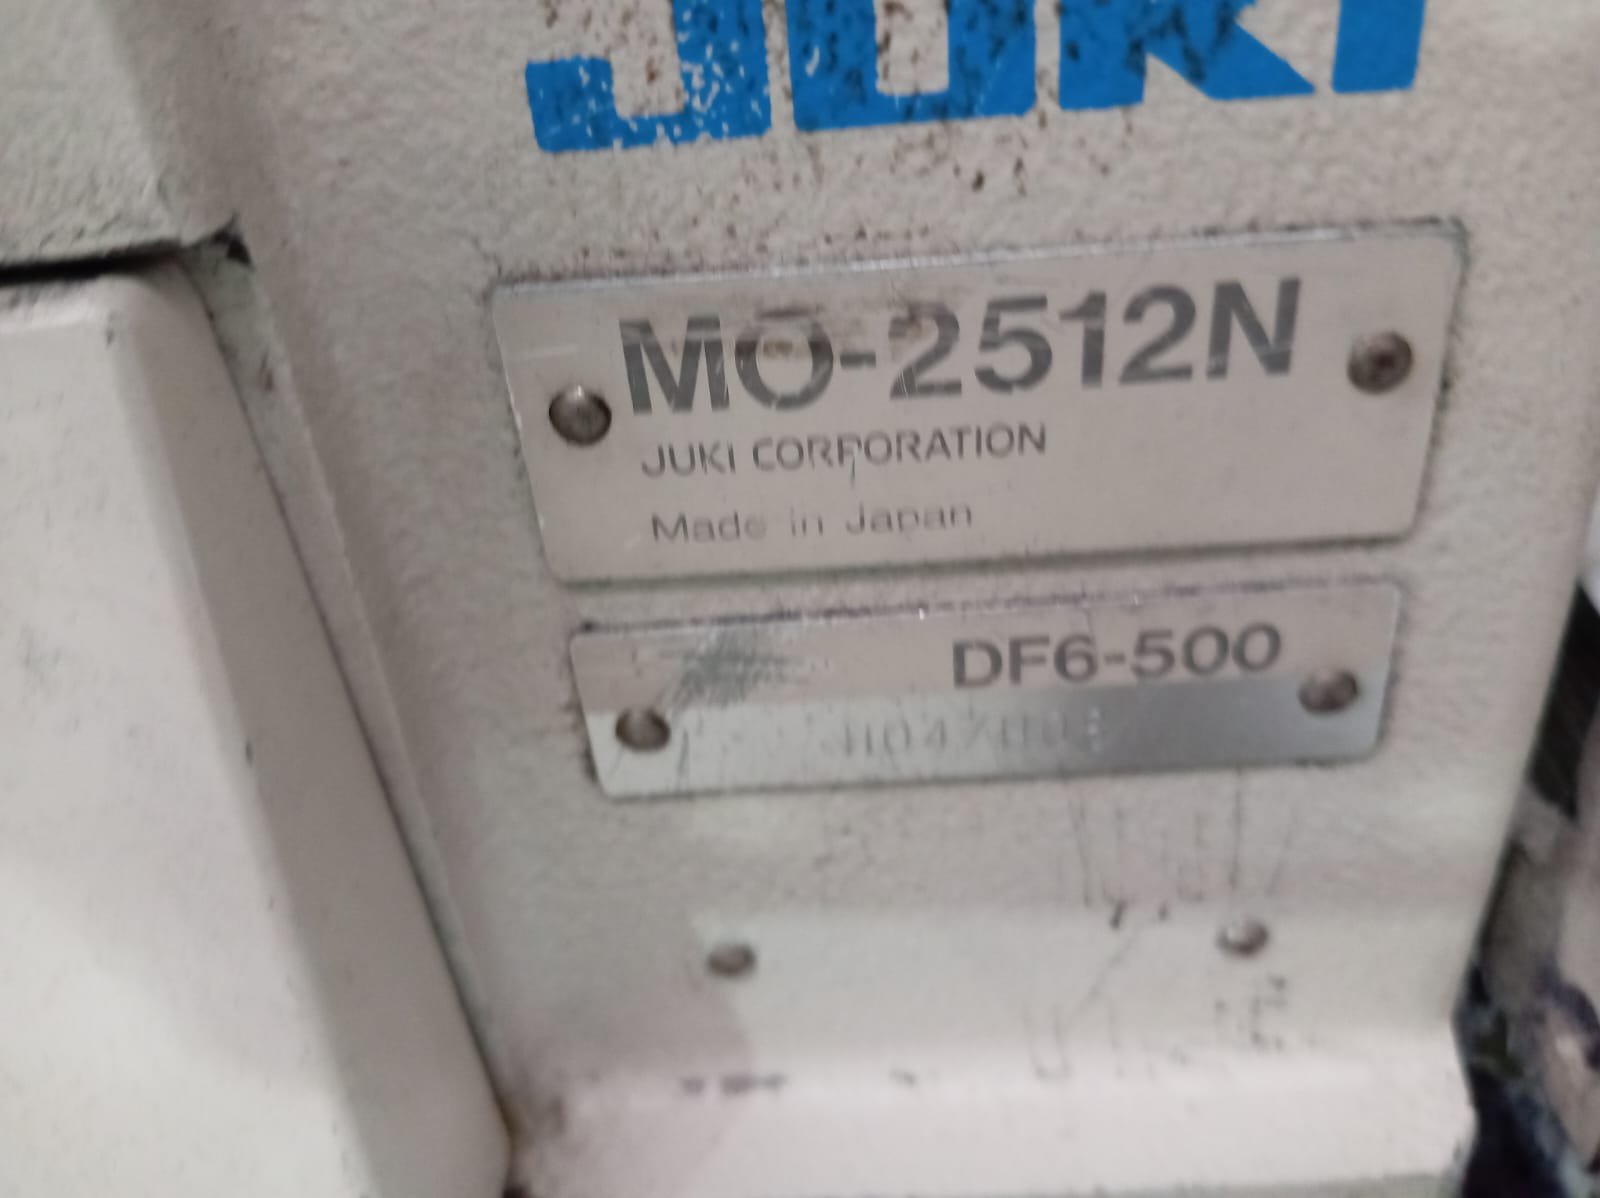 JUKI
MO-2512N
JUKI CORPORATION
Made in Japan
DF6-500